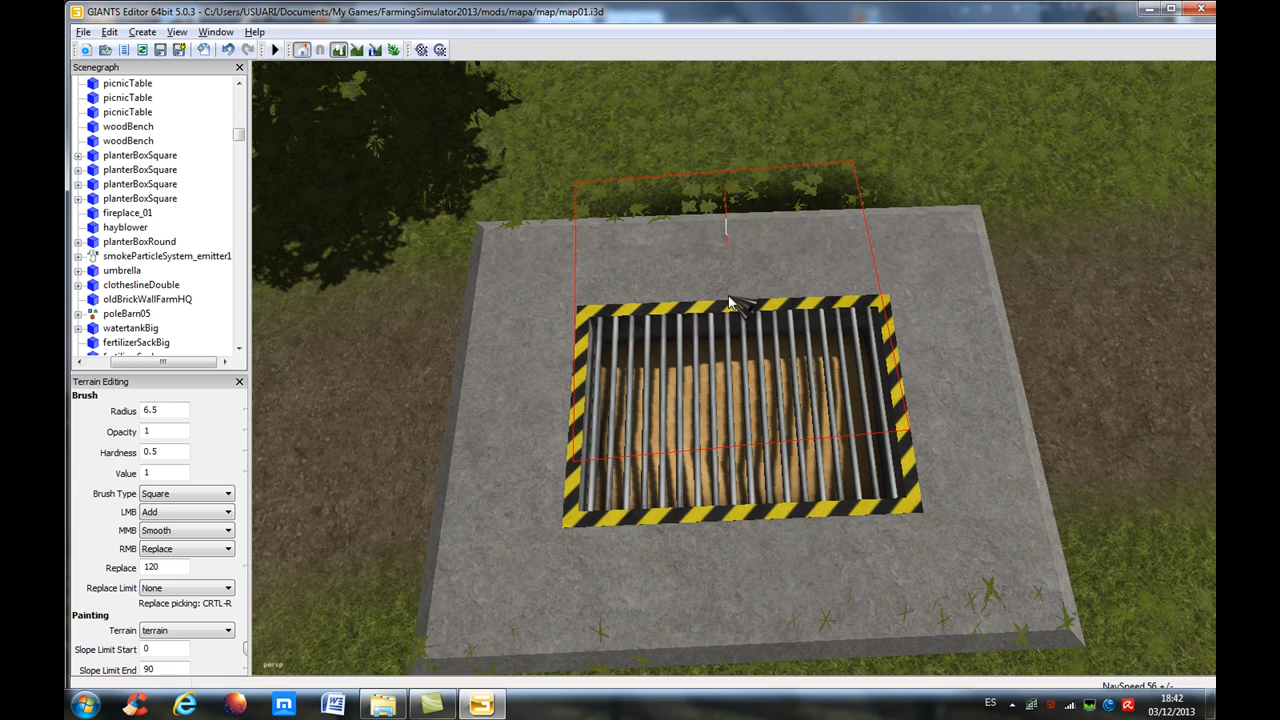 GIANTS Editor 64bit 5.0.3 - C:/Users/USUARI/Documents/My Games/FarmingSimulator2013/mods/mapa/map/map01.i3d
File Edit Create View Window Help
Scenegraph
picnicTable
picnicTable
picnicTable
woodBench
woodBench
planterBoxSquare
planterBoxSquare
planterBoxSquare
planterBoxSquare
fireplace_01
hayblower
planterBoxRound
smokeParticleSystem_emitter1
umbrella
clotheslineDouble
oldBrickWallFarmHQ
poleBarn05
watertankBig
fertilizerSackBig
Terrain Editing
Brush
Radius 6.5
Opacity 1
Hardness 0.5
Value 1
Brush Type Square
LMB Add
MMB Smooth
RMB Replace
Replace 120
Replace Limit None
Replace picking: CRTL-R
Painting
Terrain terrain
Slope Limit Start 0
Slope Limit End 90
persp
NavSpeed 56 +/-
ES 18:42
03/12/2013